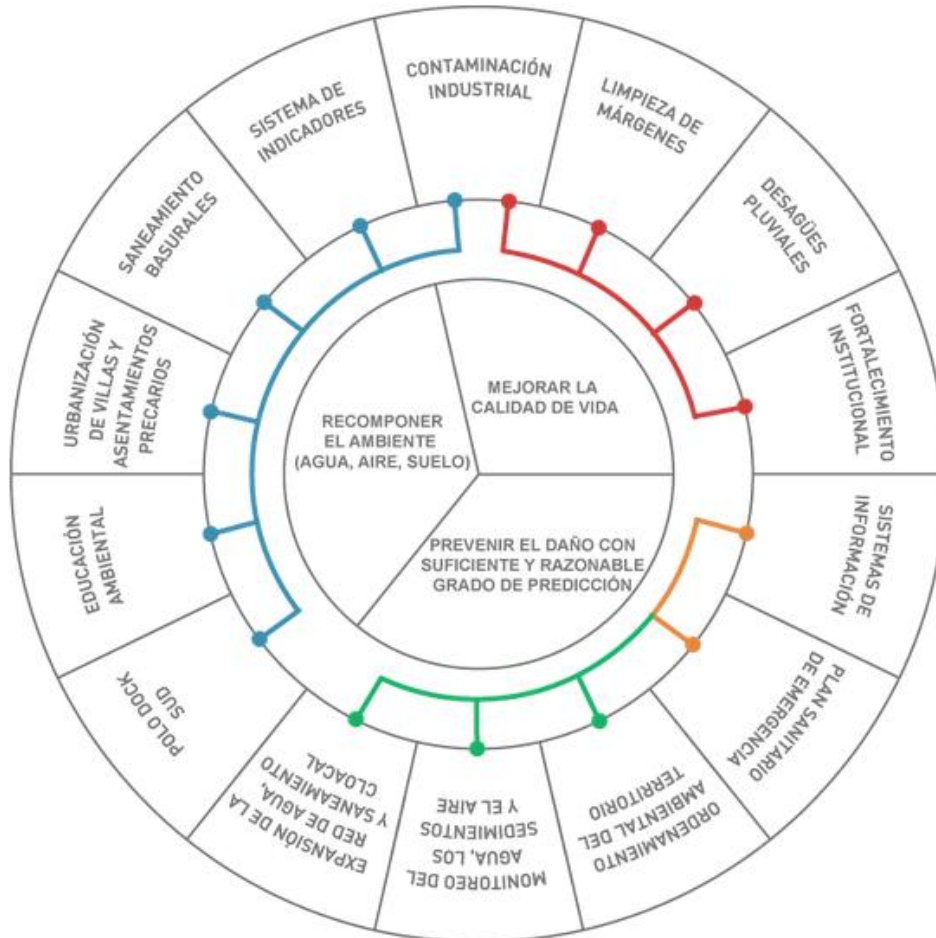 CONTAMINACIÓN
INDUSTRIAL
LIMPIEZA DE
MÁRGENES
DESAGÜES
PLUVIALES
FORTALECIMIENTO
INSTITUCIONAL
SISTEMAS DE
INFORMACIÓN
PLAN SANITARIO
DE EMERGENCIA
ORDENAMIENTO
AMBIENTAL DEL
TERRITORIO
MONITOREO DEL
AGUA, LOS
SEDIMIENTOS
Y EL AIRE
EXPANSIÓN DE LA
RED DE AGUA,
Y SANEAMIENTO
CLOACAL
POLO DOCK
SUD
EDUCACIÓN
AMBIENTAL
URBANIZACIÓN
DE VILLAS Y
ASENTAMIENTOS
PRECARIOS
SANEAMIENTO
BASURALES
SISTEMA DE
INDICADORES
MEJORAR LA
CALIDAD DE VIDA
RECOMPONER
EL AMBIENTE
(AGUA, AIRE, SUELO)
PREVENIR EL DAÑO CON
SUFICIENTE Y RAZONABLE
GRADO DE PREDICCIÓN